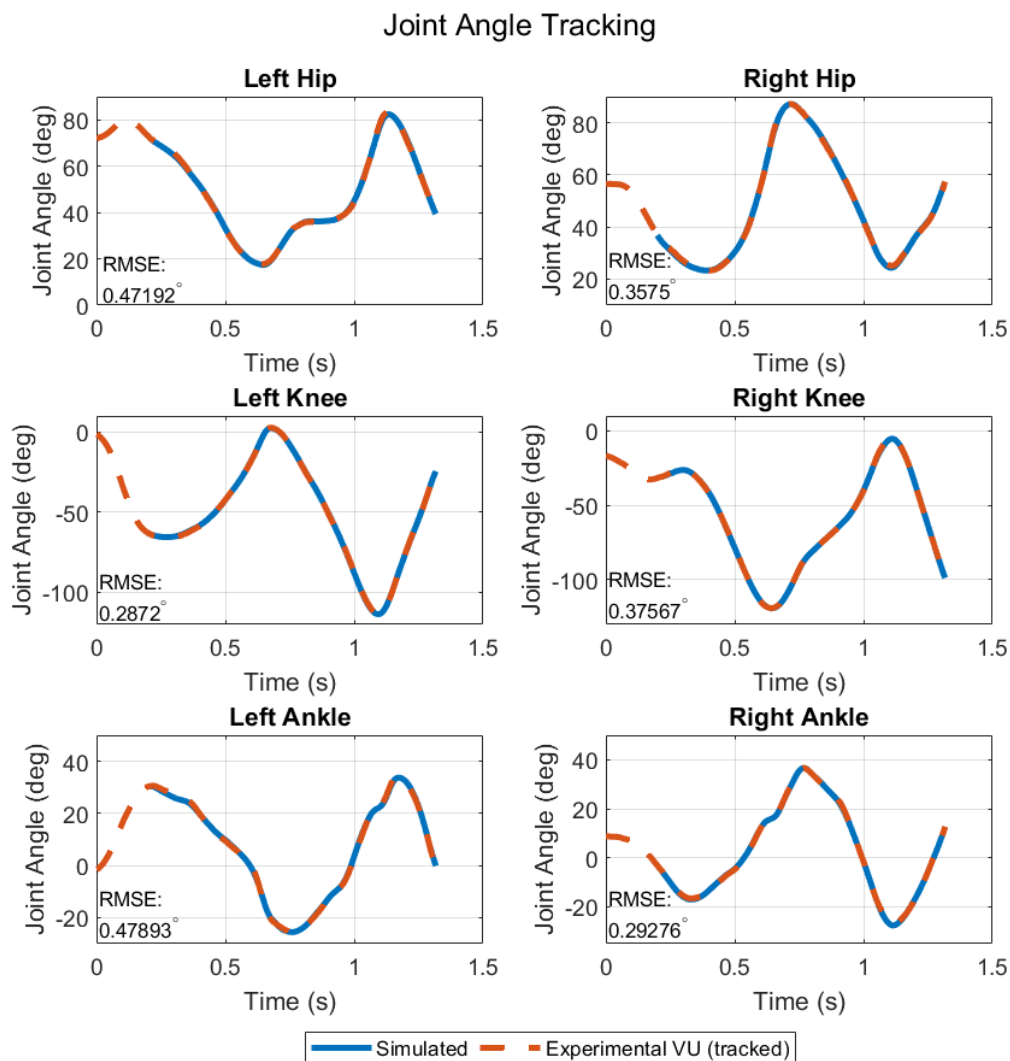 Joint Angle Tracking
Left Hip
Joint Angle (deg)
80
60
40
20
0
RMSE:
0.47192°
0 0.5 1 1.5
Time (s)
Right Hip
Joint Angle (deg)
80
60
40
20
RMSE:
0.3575°
0 0.5 1 1.5
Time (s)
Left Knee
Joint Angle (deg)
0
-50
-100
RMSE:
0.2872°
0 0.5 1 1.5
Time (s)
Right Knee
Joint Angle (deg)
0
-50
-100
RMSE:
0.37567°
0 0.5 1 1.5
Time (s)
Left Ankle
Joint Angle (deg)
40
20
0
-20
RMSE:
0.47893°
0 0.5 1 1.5
Time (s)
Right Ankle
Joint Angle (deg)
40
20
0
-20
RMSE:
0.29276°
0 0.5 1 1.5
Time (s)
Simulated Experimental VU (tracked)